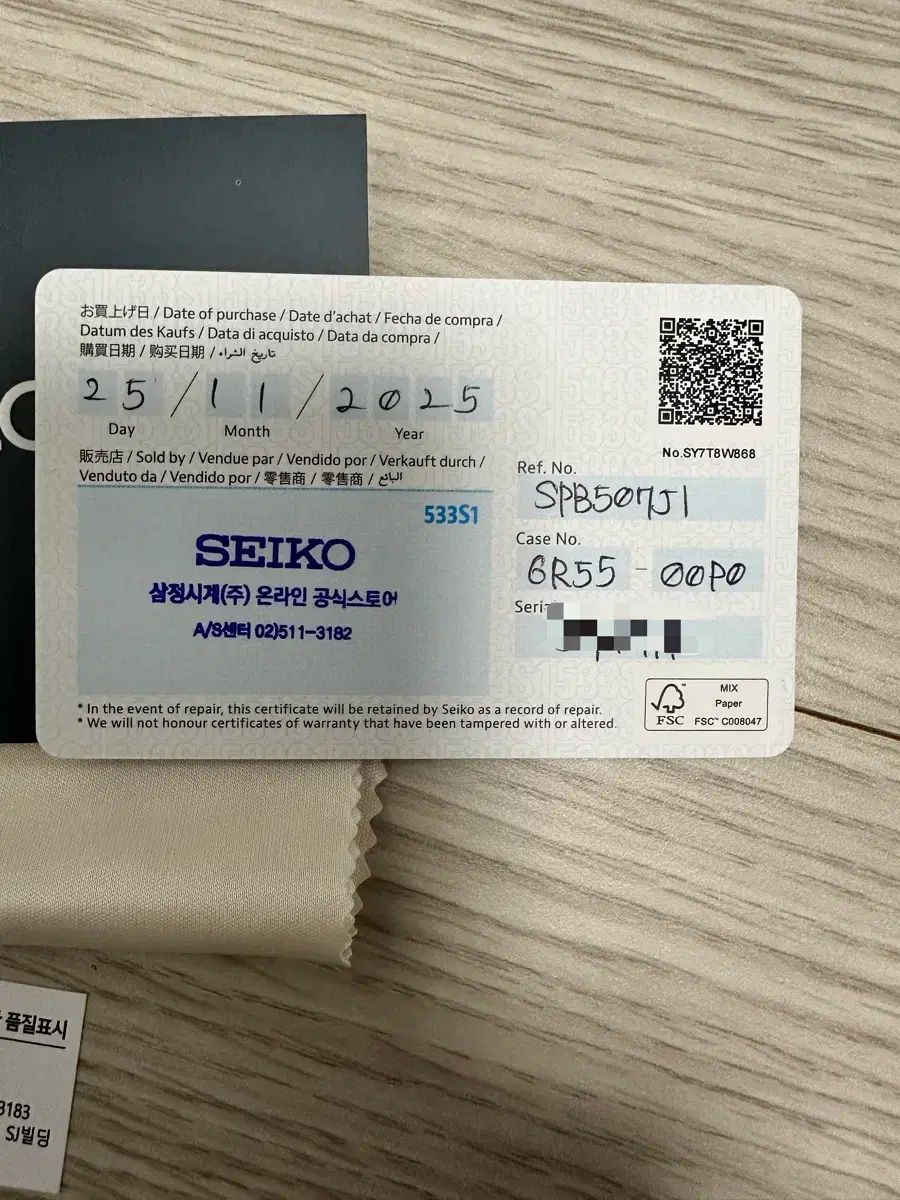 お買上げ日 / Date of purchase / Date d'achat / Fecha de compra /
Datum des Kaufs / Data di acquisto / Data da compra /
購買日期 / 购买日期 / تاريخ الشراء
25 / 11 / 2025
Day Month Year
販売店 / Sold by / Vendue par / Vendido por / Verkauft durch /
Venduto da / Vendido por / 零售商 / 零售商 / البائع
533S1
SEIKO
삼정시계(주) 온라인 공식스토어
A/S센터 02)511-3182
* In the event of repair, this certificate will be retained by Seiko as a record of repair.
* We will not honour certificates of warranty that have been tampered with or altered.
No.SY7T8W868
Ref. No.
SPB507J1
Case No.
6R55 - 00P0
FSC
MIX
Paper
FSC™ C008047
품질표시
3183
SJ빌딩